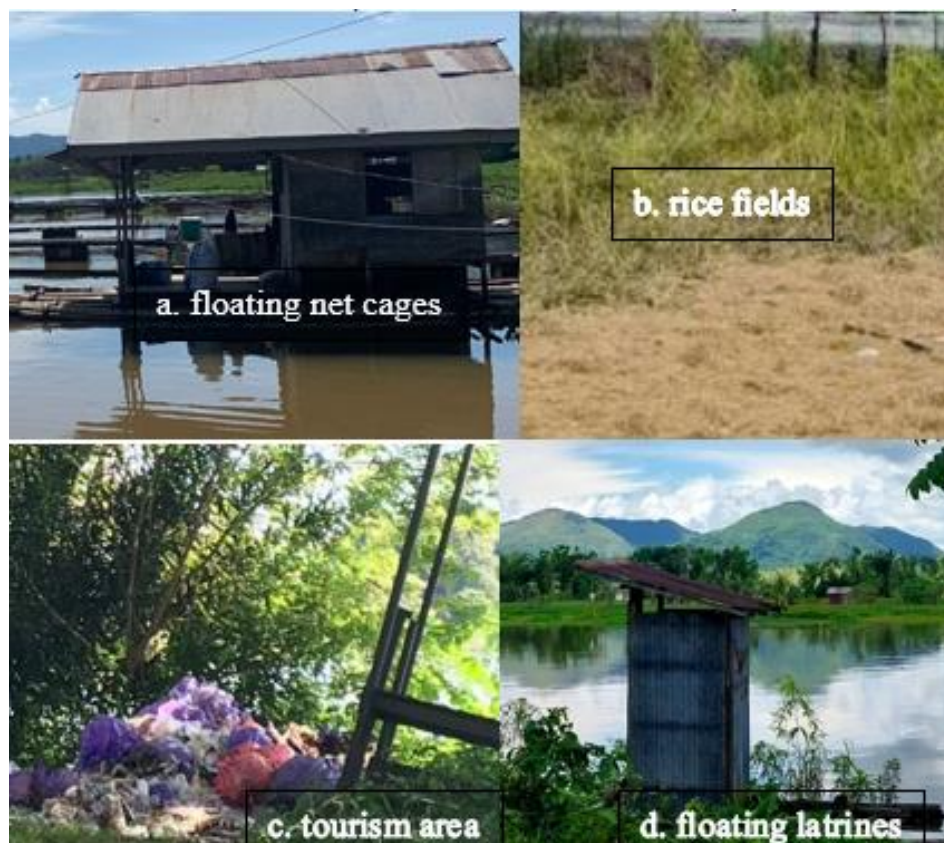 a. floating net cages
b. rice fields
c. tourism area
d. floating latrines